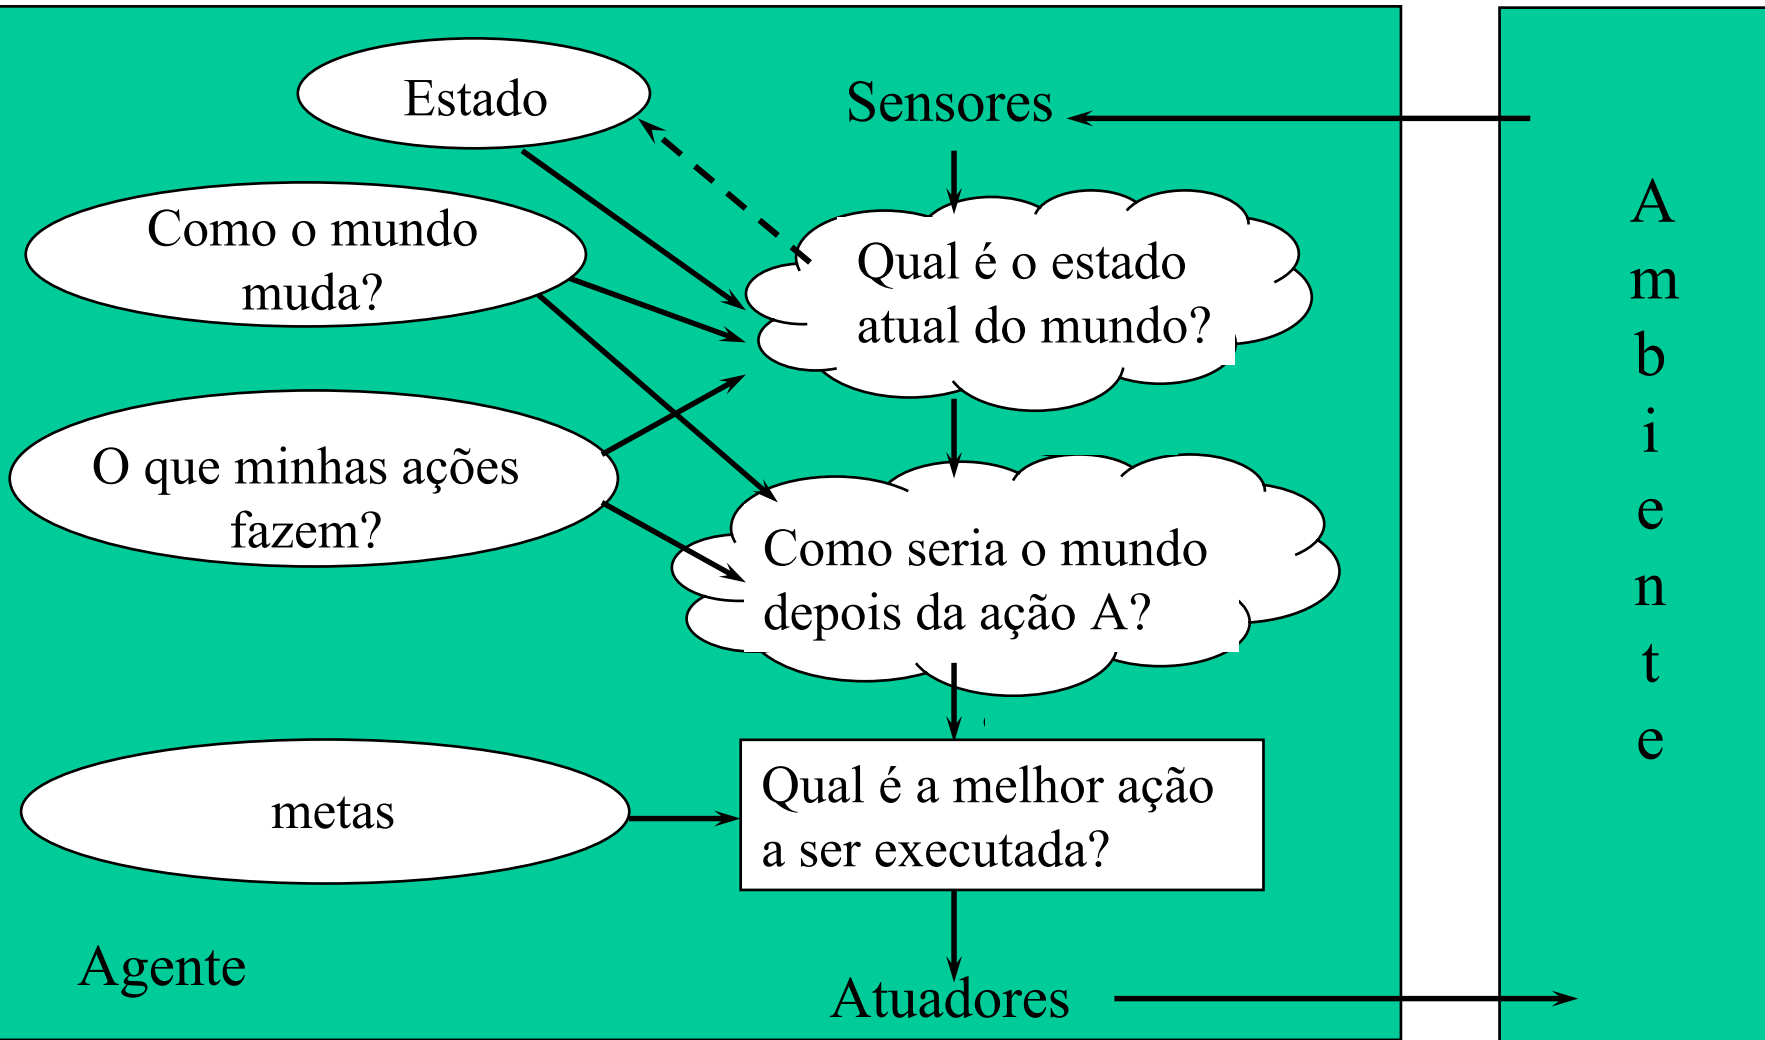 Estado
Sensores
Como o mundo
muda?
Qual é o estado
atual do mundo?
O que minhas ações
fazem?
Como seria o mundo
depois da ação A?
metas
Qual é a melhor ação
a ser executada?
Agente
Atuadores
A
m
b
i
e
n
t
e